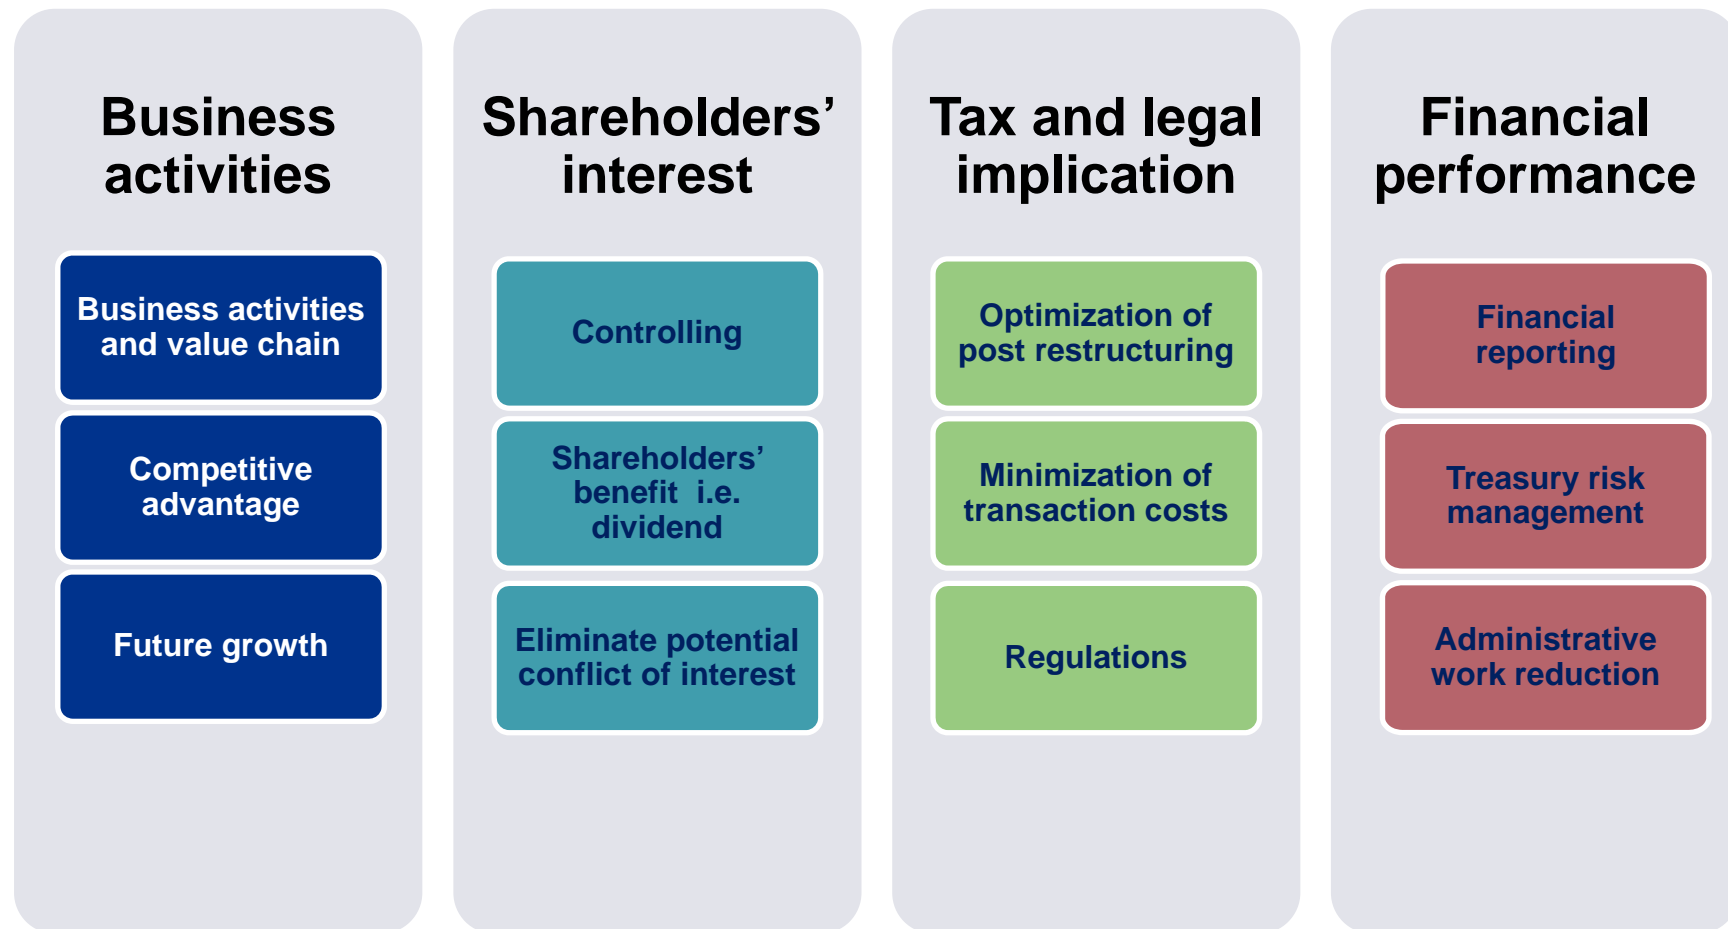 Business
activities
Business activities
and value chain
Competitive
advantage
Future growth
Shareholders’
interest
Controlling
Shareholders’
benefit  i.e.
dividend
Eliminate potential
conflict of interest
Tax and legal
implication
Optimization of
post restructuring
Minimization of
transaction costs
Regulations
Financial
performance
Financial
reporting
Treasury risk
management
Administrative
work reduction